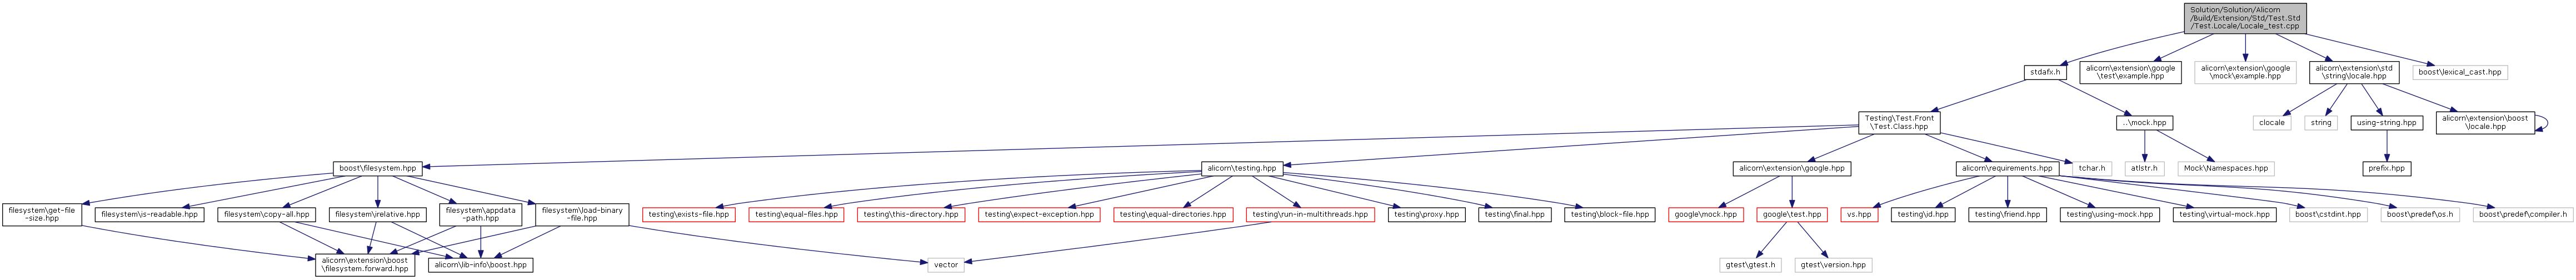 Solution/Solution/Alicorn
/Build/Extension/Std/Test.Std
/Test.Locale/Locale_test.cpp
stdafx.h
alicorn\extension\google
\test\example.hpp
alicorn\extension\google
\mock\example.hpp
alicorn\extension\std
\string\locale.hpp
boost\lexical_cast.hpp
Testing\Test.Front
\Test.Class.hpp
..\mock.hpp
clocale
string
using-string.hpp
alicorn\extension\boost
\locale.hpp
boost\filesystem.hpp
alicorn\testing.hpp
alicorn\extension\google.hpp
alicorn\requirements.hpp
tchar.h
atlstr.h
Mock\Namespaces.hpp
prefix.hpp
filesystem\get-file
-size.hpp
filesystem\is-readable.hpp
filesystem\copy-all.hpp
filesystem\relative.hpp
filesystem\appdata
-path.hpp
filesystem\load-binary
-file.hpp
testing\exists-file.hpp
testing\equal-files.hpp
testing\this-directory.hpp
testing\expect-exception.hpp
testing\equal-directories.hpp
testing\run-in-multithreads.hpp
testing\proxy.hpp
testing\final.hpp
testing\block-file.hpp
google\mock.hpp
google\test.hpp
vs.hpp
testing\id.hpp
testing\friend.hpp
testing\using-mock.hpp
testing\virtual-mock.hpp
boost\cstdint.hpp
boost\predef\os.h
boost\predef\compiler.h
alicorn\extension\boost
\filesystem.forward.hpp
alicorn\lib-info\boost.hpp
vector
gtest\gtest.h
gtest\version.hpp